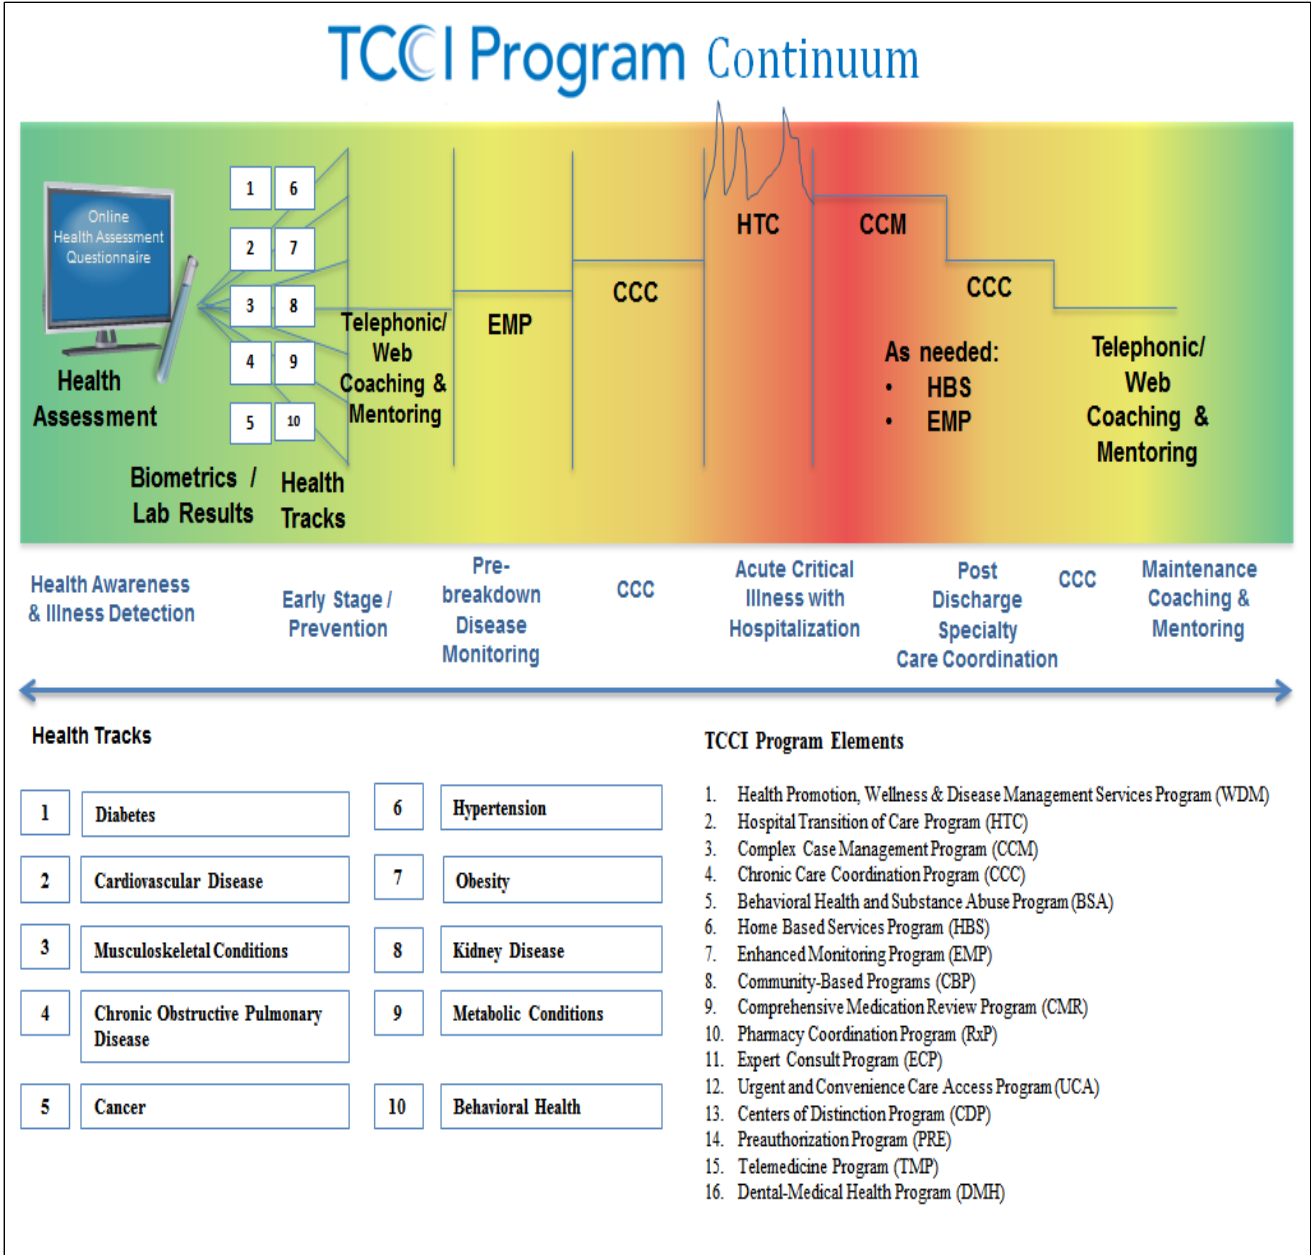 TCCI Program Continuum
Online
Health Assessment
Questionnaire
Health
Assessment
1
6
2
7
3
8
4
9
5
10
Biometrics /
Lab Results
Health
Tracks
Telephonic/
Web
Coaching &
Mentoring
EMP
CCC
HTC
CCM
CCC
As needed:
• HBS
• EMP
Telephonic/
Web
Coaching &
Mentoring
Health Awareness
& Illness Detection
Early Stage /
Prevention
Pre-
breakdown
Disease
Monitoring
CCC
Acute Critical
Illness with
Hospitalization
Post
Discharge
Specialty
Care Coordination
CCC
Maintenance
Coaching &
Mentoring
Health Tracks
1 Diabetes
2 Cardiovascular Disease
3 Musculoskeletal Conditions
4 Chronic Obstructive Pulmonary
Disease
5 Cancer
6 Hypertension
7 Obesity
8 Kidney Disease
9 Metabolic Conditions
10 Behavioral Health
TCCI Program Elements
1. Health Promotion, Wellness & Disease Management Services Program (WDM)
2. Hospital Transition of Care Program (HTC)
3. Complex Case Management Program (CCM)
4. Chronic Care Coordination Program (CCC)
5. Behavioral Health and Substance Abuse Program (BSA)
6. Home Based Services Program (HBS)
7. Enhanced Monitoring Program (EMP)
8. Community-Based Programs (CBP)
9. Comprehensive Medication Review Program (CMR)
10. Pharmacy Coordination Program (RxP)
11. Expert Consult Program (ECP)
12. Urgent and Convenience Care Access Program (UCA)
13. Centers of Distinction Program (CDP)
14. Preauthorization Program (PRE)
15. Telemedicine Program (TMP)
16. Dental-Medical Health Program (DMH)